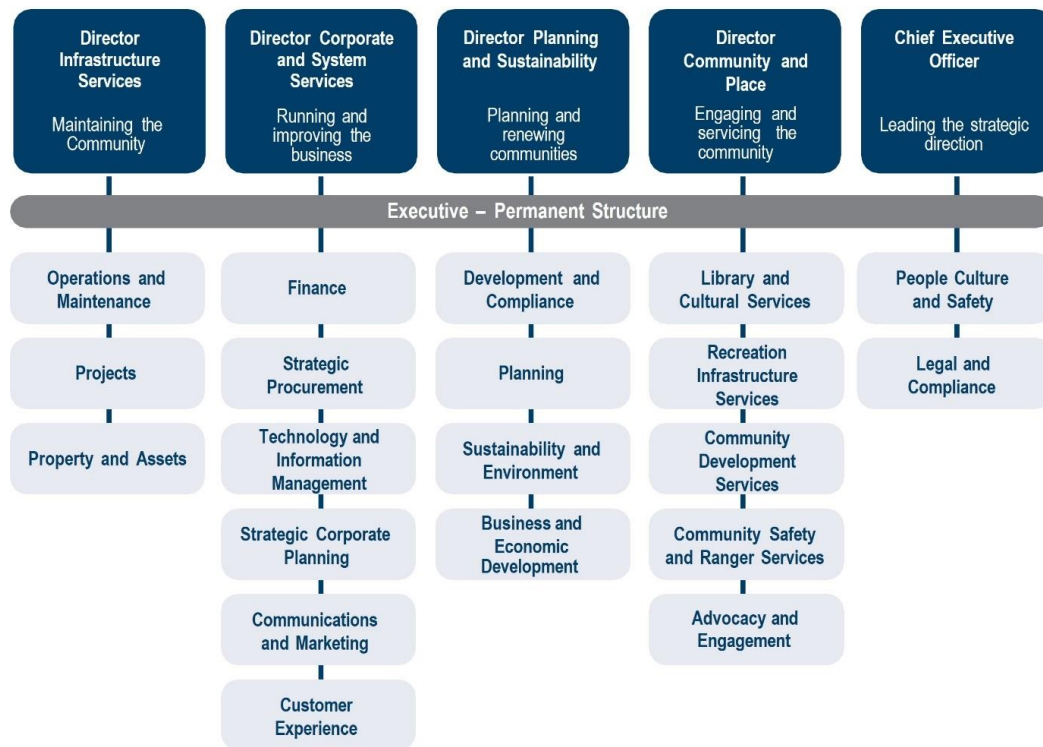 Director
Infrastructure
Services
Maintaining the
Community
Director Corporate
and System
Services
Running and
improving the
business
Director Planning
and Sustainability
Planning and
renewing
communities
Director
Community and
Place
Engaging and
servicing the
community
Chief Executive
Officer
Leading the strategic
direction
Executive – Permanent Structure
Operations and
Maintenance
Projects
Property and Assets
Finance
Strategic
Procurement
Technology and
Information
Management
Strategic Corporate
Planning
Communications
and Marketing
Customer
Experience
Development and
Compliance
Planning
Sustainability and
Environment
Business and
Economic
Development
Library and
Cultural Services
Recreation
Infrastructure
Services
Community
Development
Services
Community Safety
and Ranger Services
Advocacy and
Engagement
People Culture
and Safety
Legal and
Compliance